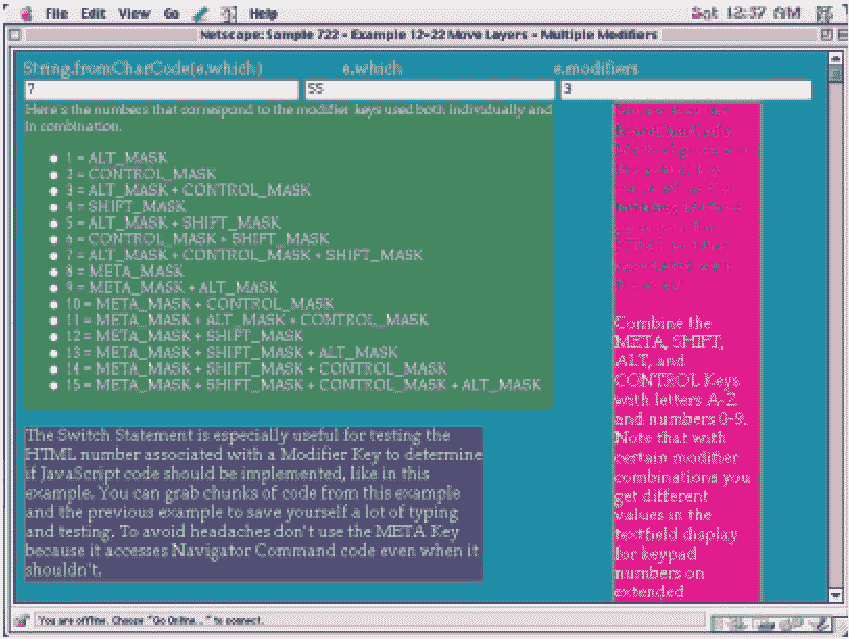 File Edit View Go Help
Sat 12:37 AM
Netscape: Sample 722 - Example 12-22 Move Layers - Multiple Modifiers
String.fromCharCode(e.which) e.which e.modifiers
7 55 3
Here's the numbers that correspond to the modifier keys used both individually and
in combination.
1 = ALT_MASK
2 = CONTROL_MASK
3 = ALT_MASK + CONTROL_MASK
4 = SHIFT_MASK
5 = ALT_MASK + SHIFT_MASK
6 = CONTROL_MASK + SHIFT_MASK
7 = ALT_MASK + CONTROL_MASK + SHIFT_MASK
8 = META_MASK
9 = META_MASK + ALT_MASK
10 = META_MASK + CONTROL_MASK
11 = META_MASK + ALT_MASK + CONTROL_MASK
12 = META_MASK + SHIFT_MASK
13 = META_MASK + SHIFT_MASK + ALT_MASK
14 = META_MASK + SHIFT_MASK + CONTROL_MASK
15 = META_MASK + SHIFT_MASK + CONTROL_MASK + ALT_MASK
The Switch Statement is especially useful for testing the
HTML number associated with a Modifier Key to determine
if JavaScript code should be implemented, like in this
example. You can grab chunks of code from this example
and the previous example to save yourself a lot of typing
and testing. To avoid headaches don't use the META Key
because it accesses Navigator Command code even when it
shouldn't.
Combine the
META, SHIFT,
ALT, and
CONTROL Keys
with letters A-Z
and numbers 0-9.
Note that with
certain modifier
combinations you
get different
values in the
textfield display
for keypad
numbers on
extended
You are offline. Choose "Go Online..." to connect.